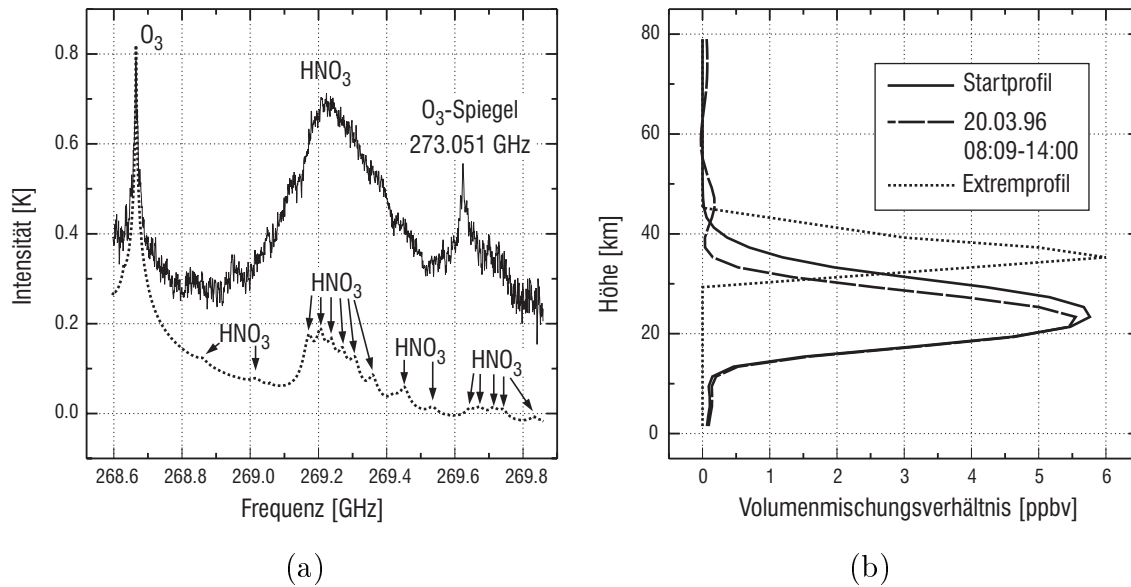 O3
HNO3
O3-Spiegel
273.051 GHz
HNO3
HNO3
HNO3
HNO3
0.8
0.6
0.4
0.2
0.0
Intensität [K]
268.6
268.8
269.0
269.2
269.4
269.6
269.8
Frequenz [GHz]
(a)
Startprofil
20.03.96
08:09-14:00
Extremprofil
80
60
40
20
0
Höhe [km]
0
1
2
3
4
5
6
Volumenmischungsverhältnis [ppbv]
(b)